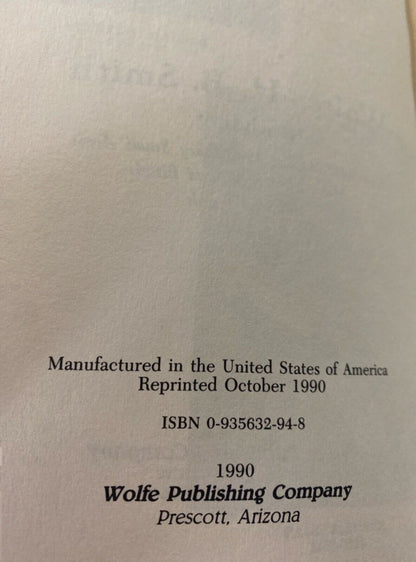 Manufactured in the United States of America
Reprinted October 1990
ISBN 0-935632-94-8
1990
Wolfe Publishing Company
Prescott, Arizona